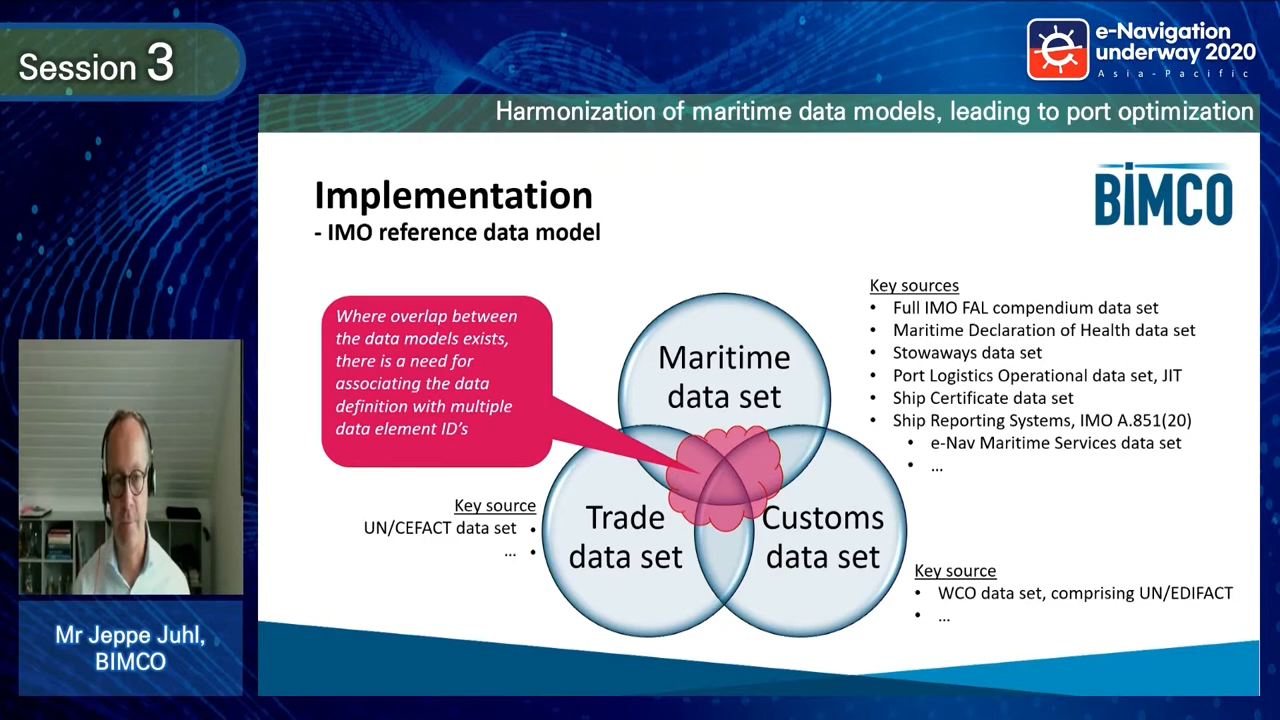 Session 3
e-Navigation
underway 2020
Asia-Pacific
Harmonization of maritime data models, leading to port optimization
BIMCO
Implementation
- IMO reference data model
Where overlap between
the data models exists,
there is a need for
associating the data
definition with multiple
data element ID's
Maritime
data set
Trade
data set
Customs
data set
Key sources
• Full IMO FAL compendium data set
• Maritime Declaration of Health data set
• Stowaways data set
• Port Logistics Operational data set, JIT
• Ship Certificate data set
• Ship Reporting Systems, IMO A.851(20)
• e-Nav Maritime Services data set
• ...
Key source
UN/CEFACT data set •
... •
Key source
• WCO data set, comprising UN/EDIFACT
• ...
Mr Jeppe Juhl,
BIMCO